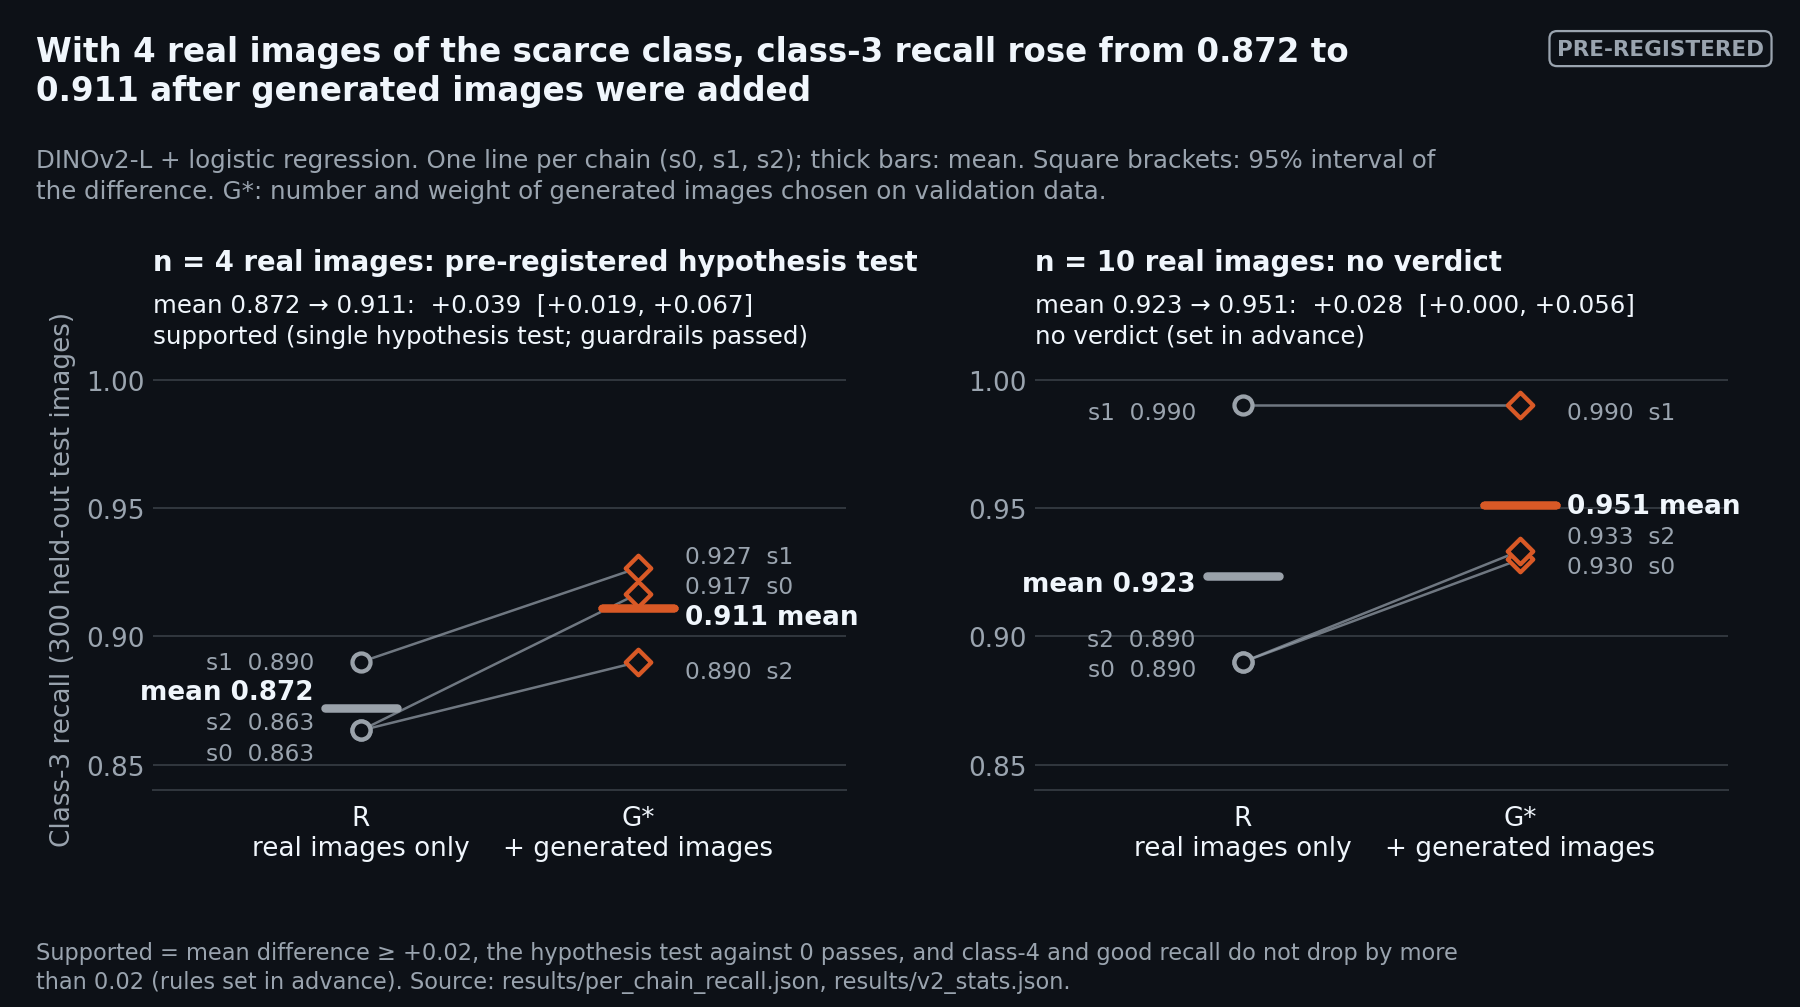 With 4 real images of the scarce class, class-3 recall rose from 0.872 to
0.911 after generated images were added
PRE-REGISTERED
DINOv2-L + logistic regression. One line per chain (s0, s1, s2); thick bars: mean. Square brackets: 95% interval of
the difference. G*: number and weight of generated images chosen on validation data.
n = 4 real images: pre-registered hypothesis test
mean 0.872 → 0.911:  +0.039  [+0.019, +0.067]
supported (single hypothesis test; guardrails passed)
Class-3 recall (300 held-out test images)
1.00
0.95
0.90
0.85
s1  0.890
mean 0.872
s2  0.863
s0  0.863
0.927  s1
0.917  s0
0.911 mean
0.890  s2
R
real images only
G*
+ generated images
n = 10 real images: no verdict
mean 0.923 → 0.951:  +0.028  [+0.000, +0.056]
no verdict (set in advance)
1.00
0.95
0.90
0.85
s1  0.990
mean 0.923
s2  0.890
s0  0.890
0.990  s1
0.951 mean
0.933  s2
0.930  s0
R
real images only
G*
+ generated images
Supported = mean difference ≥ +0.02, the hypothesis test against 0 passes, and class-4 and good recall do not drop by more
than 0.02 (rules set in advance). Source: results/per_chain_recall.json, results/v2_stats.json.